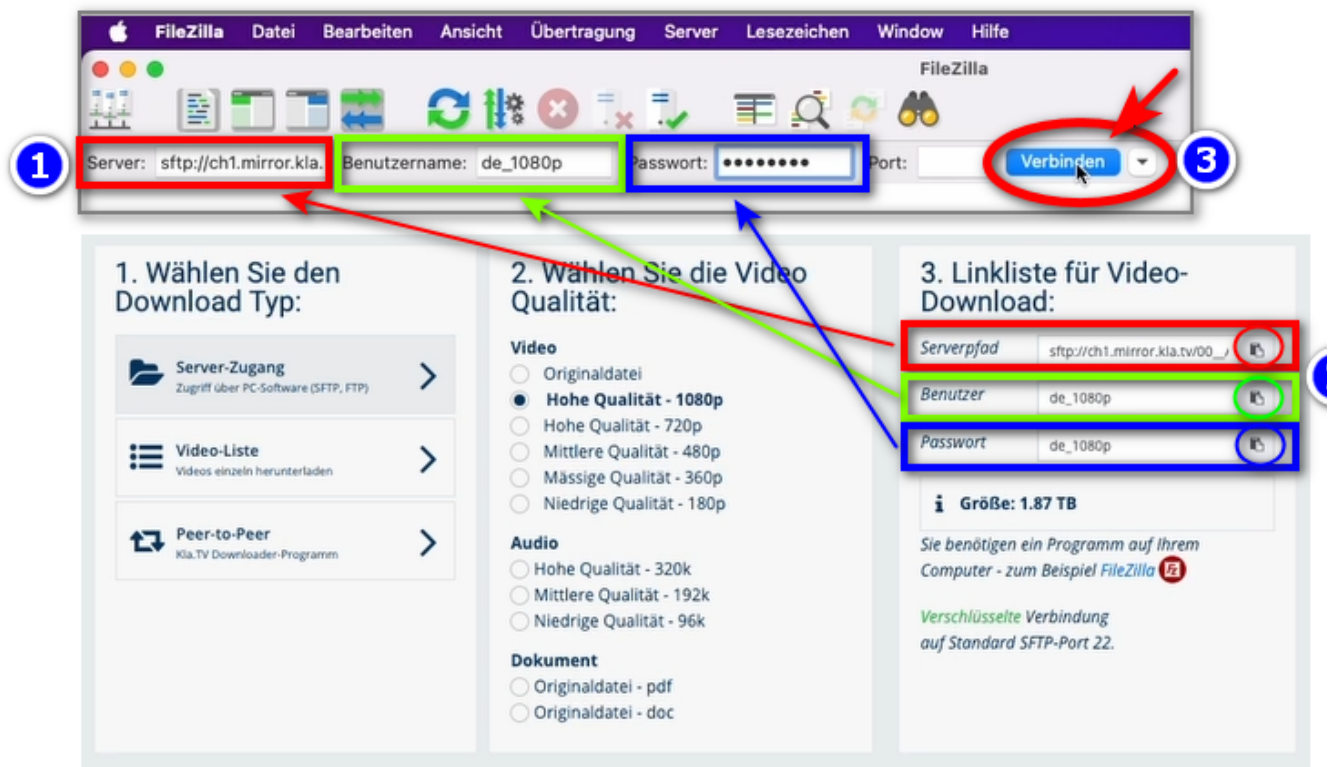 FileZilla Datei Bearbeiten Ansicht Übertragung Server Lesezeichen Window Hilfe
FileZilla
1 Server: sftp://ch1.mirror.kla. Benutzername: de_1080p Passwort: •••••••• Port: Verbinden 3
1. Wählen Sie den
Download Typ:
Server-Zugang
Zugriff über PC-Software (SFTP, FTP)
Video-Liste
Videos einzeln herunterladen
Peer-to-Peer
Kla.TV Downloader-Programm
2. Wählen Sie die Video
Qualität:
Video
Originaldatei
Hohe Qualität - 1080p
Hohe Qualität - 720p
Mittlere Qualität - 480p
Mässige Qualität - 360p
Niedrige Qualität - 180p
Audio
Hohe Qualität - 320k
Mittlere Qualität - 192k
Niedrige Qualität - 96k
Dokument
Originaldatei - pdf
Originaldatei - doc
3. Linkliste für Video-
Download:
Serverpfad sftp://ch1.mirror.kla.tv/00_
Benutzer de_1080p
Passwort de_1080p
i Größe: 1.87 TB
Sie benötigen ein Programm auf Ihrem
Computer - zum Beispiel FileZilla Fz
Verschlüsselte Verbindung
auf Standard SFTP-Port 22.